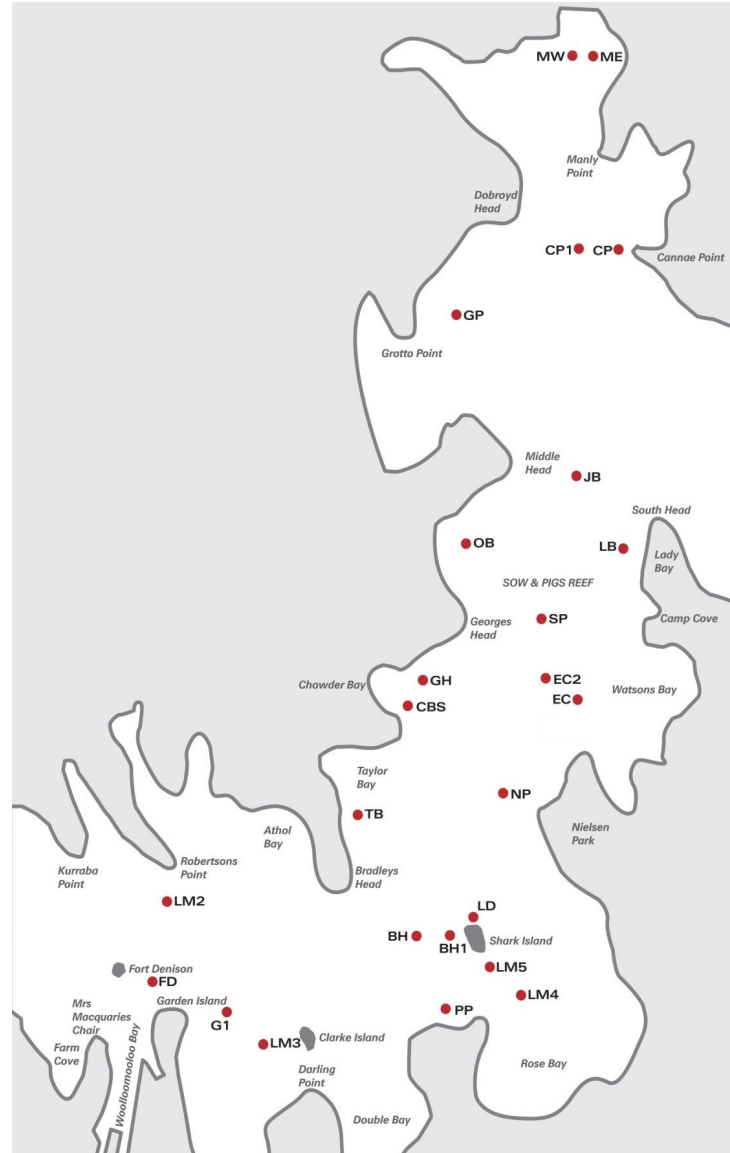 MW
ME
Manly
Point
Dobroyd
Head
CP1
CP
Cannae Point
GP
Grotto Point
Middle
Head
JB
South Head
OB
LB
Lady
Bay
SOW & PIGS REEF
SP
Camp Cove
Georges
Head
Chowder Bay
GH
EC2
Watsons Bay
CBS
EC
Taylor
Bay
NP
TB
Nielsen
Park
Athol
Bay
Kurraba
Point
Robertsons
Point
Bradleys
Head
LM2
LD
BH
BH1
Shark Island
LM5
Fort Denison
FD
LM4
Mrs
Macquaries
Chair
Garden Island
G1
PP
Farm
Cove
Woolloomooloo Bay
LM3
Clarke Island
Darling
Point
Rose Bay
Double Bay